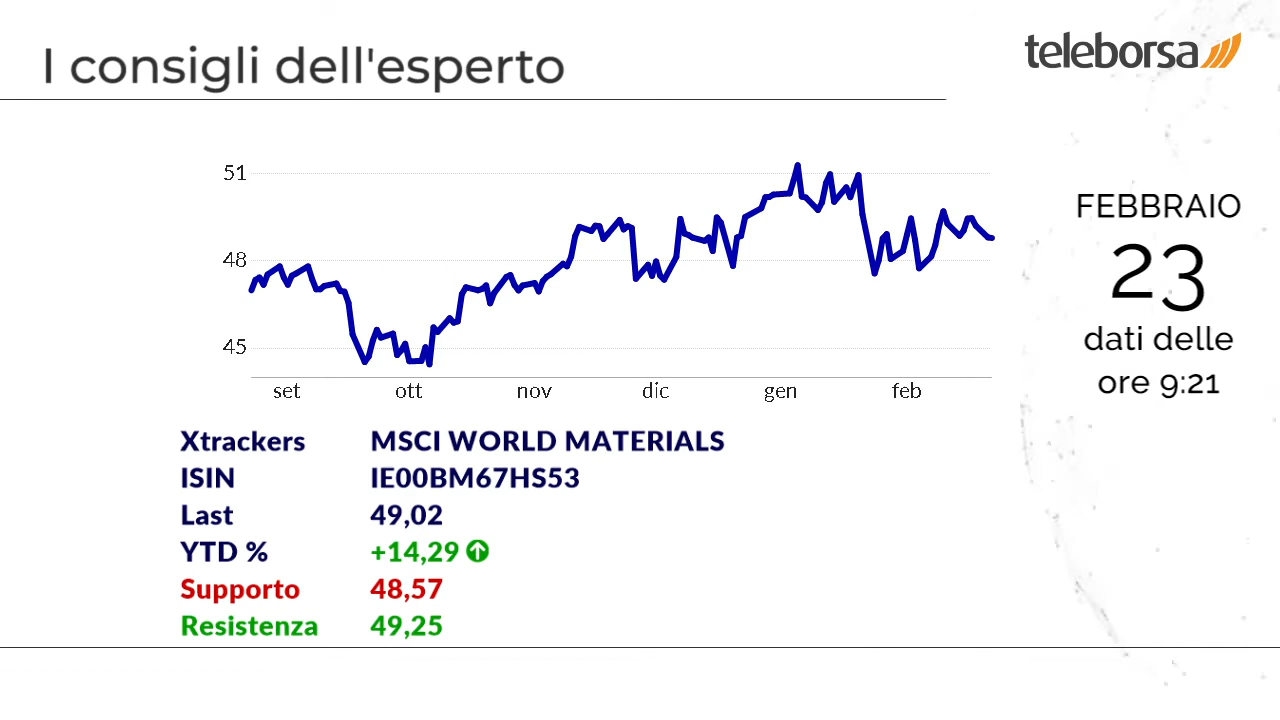 I consigli dell'esperto
teleborsa
51
48
45
set ott nov dic gen feb
FEBBRAIO
23
dati delle
ore 9:21
Xtrackers MSCI WORLD MATERIALS
ISIN IE00BM67HS53
Last 49,02
YTD % +14,29
Supporto 48,57
Resistenza 49,25